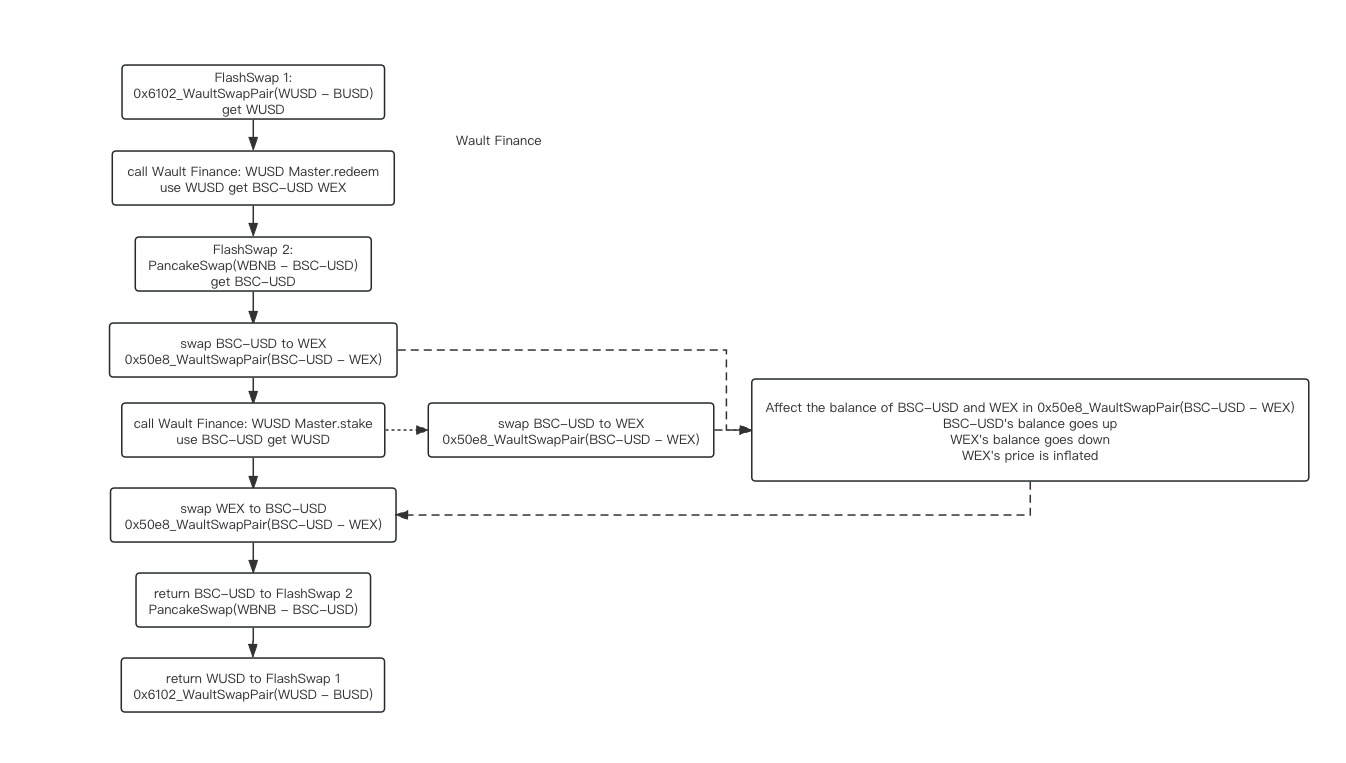 FlashSwap 1:
0x6102_WaultSwapPair(WUSD – BUSD)
get WUSD
Wault Finance
call Wault Finance: WUSD Master.redeem
use WUSD get BSC–USD WEX
FlashSwap 2:
PancakeSwap(WBNB – BSC–USD)
get BSC–USD
swap BSC–USD to WEX
0x50e8_WaultSwapPair(BSC–USD – WEX)
call Wault Finance: WUSD Master.stake
use BSC–USD get WUSD
swap BSC–USD to WEX
0x50e8_WaultSwapPair(BSC–USD – WEX)
Affect the balance of BSC–USD and WEX in 0x50e8_WaultSwapPair(BSC–USD – WEX)
BSC–USD's balance goes up
WEX's balance goes down
WEX's price is inflated
swap WEX to BSC–USD
0x50e8_WaultSwapPair(BSC–USD – WEX)
return BSC–USD to FlashSwap 2
PancakeSwap(WBNB – BSC–USD)
return WUSD to FlashSwap 1
0x6102_WaultSwapPair(WUSD – BUSD)